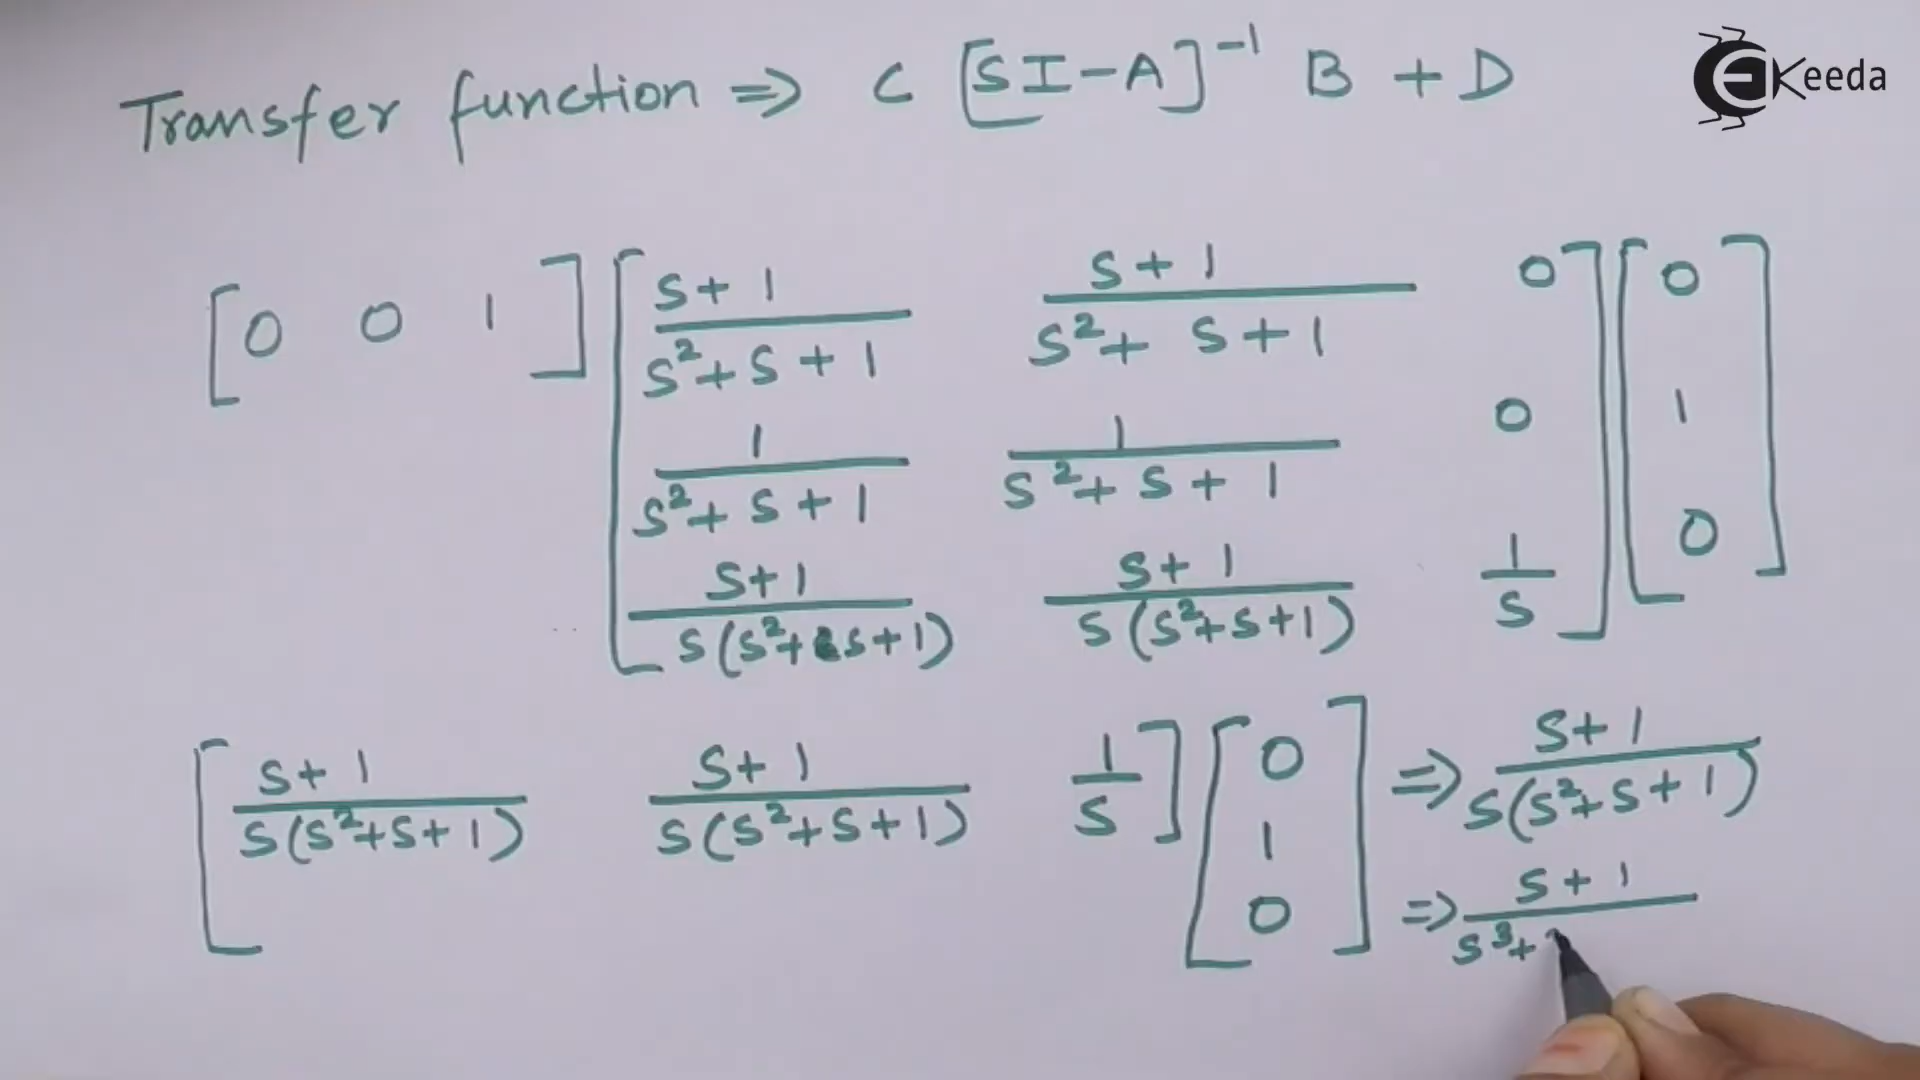 Transfer function ⇒ C [SI-A]⁻¹ B + D
EKeeda
[0 0 1] [ (s+1)/(s²+s+1) (s+1)/(s²+s+1) 0 ] [0]
1/(s²+s+1) 1/(s²+s+1) 0 1
(s+1)/(s(s²+s+1)) (s+1)/(s(s²+s+1)) 1/s 0
[ (s+1)/(s(s²+s+1)) (s+1)/(s(s²+s+1)) 1/s ] [0 1 0] ⇒ (s+1)/(s(s²+s+1))
⇒ (s+1)/(s³+